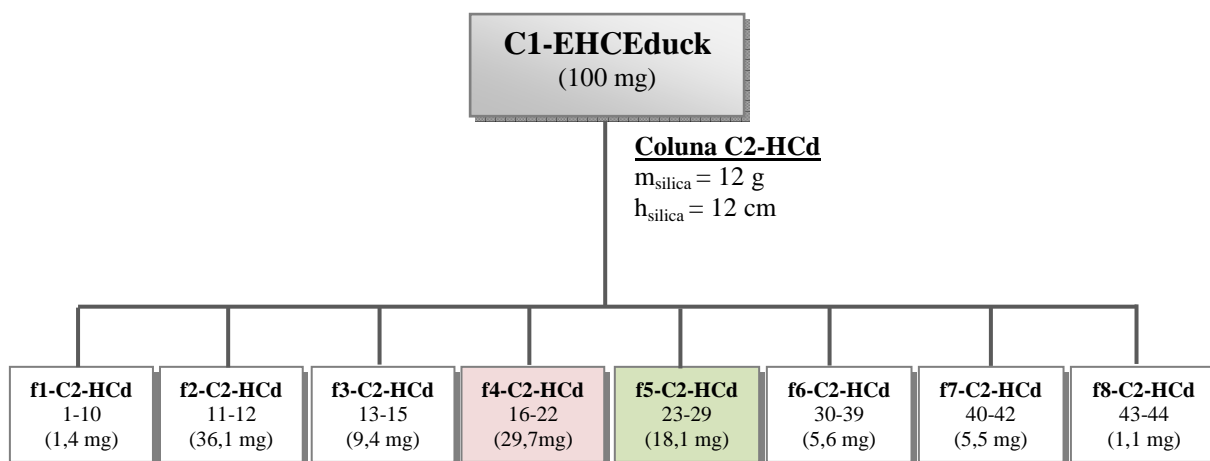 C1-EHCEduck
(100 mg)
Coluna C2-HCd
msilica = 12 g
hsilica = 12 cm
f1-C2-HCd
1-10
(1,4 mg)
f2-C2-HCd
11-12
(36,1 mg)
f3-C2-HCd
13-15
(9,4 mg)
f4-C2-HCd
16-22
(29,7mg)
f5-C2-HCd
23-29
(18,1 mg)
f6-C2-HCd
30-39
(5,6 mg)
f7-C2-HCd
40-42
(5,5 mg)
f8-C2-HCd
43-44
(1,1 mg)